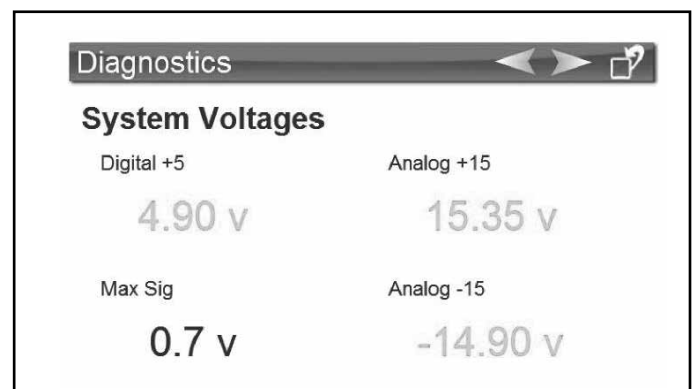 Diagnostics
System Voltages
Digital +5 Analog +15
4.90 v 15.35 v
Max Sig Analog -15
0.7 v -14.90 v